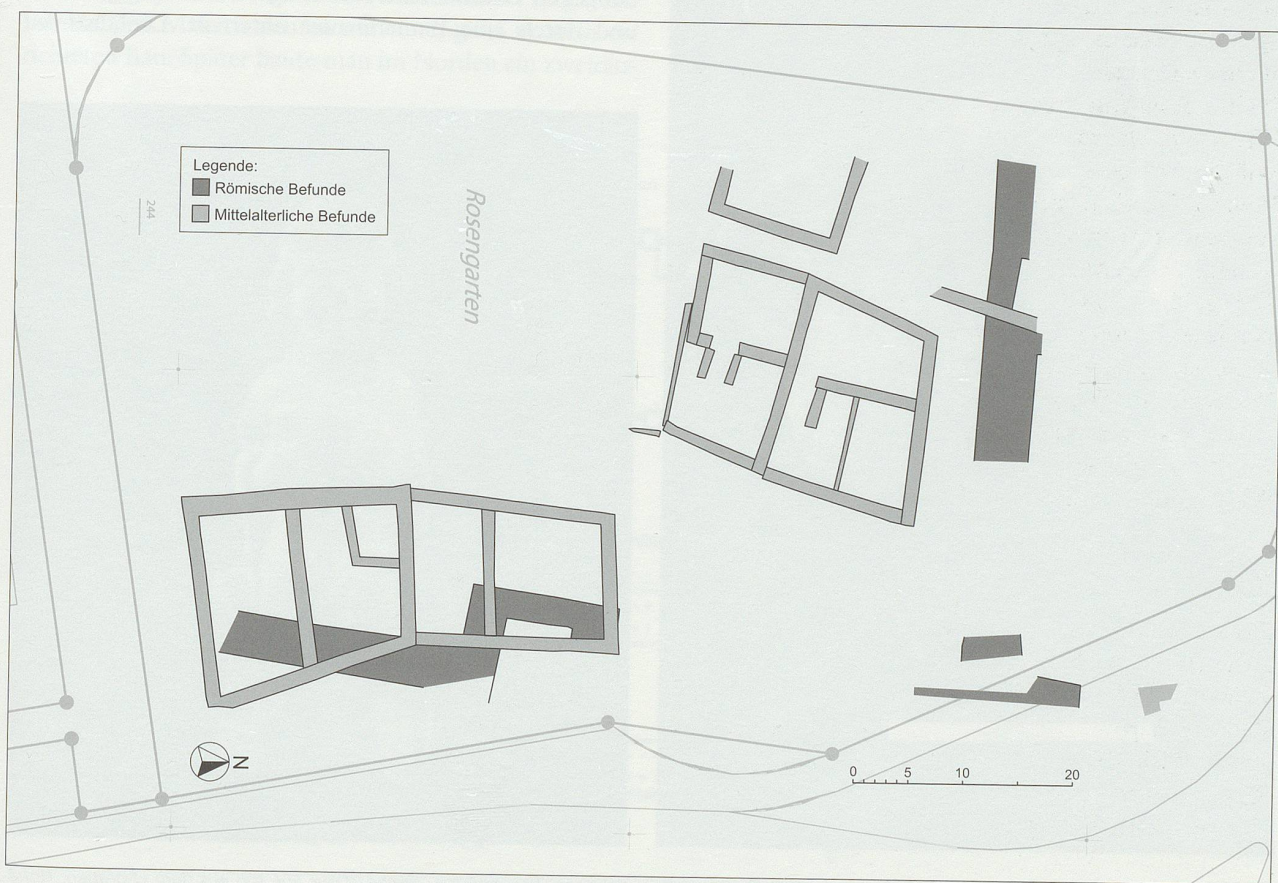 Legende:
Römische Befunde
Mittelalterliche Befunde
244
Rosengarten
N
0 5 10 20